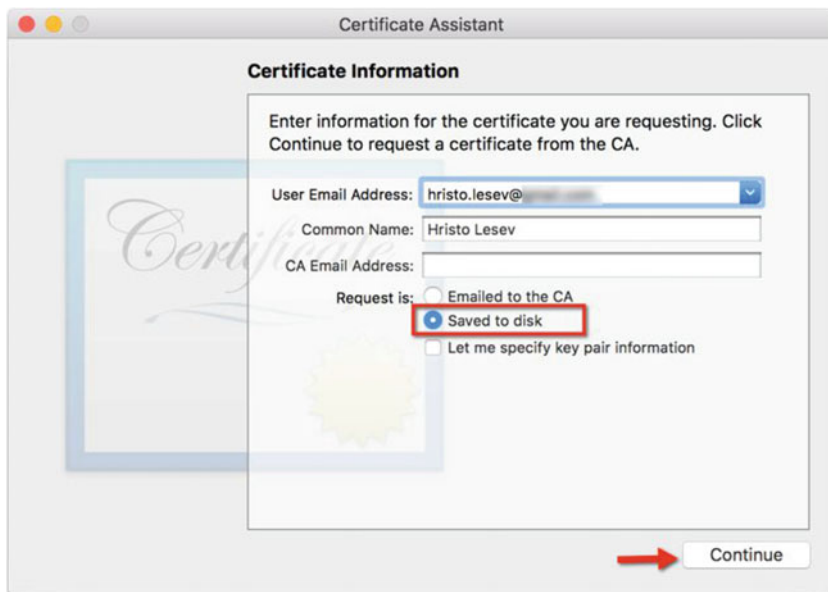 Certificate Assistant
Certificate Information
Enter information for the certificate you are requesting. Click
Continue to request a certificate from the CA.
User Email Address: hristo.lesev@
Common Name: Hristo Lesev
CA Email Address:
Request is: Emailed to the CA
Saved to disk
Let me specify key pair information
Certificate
Continue